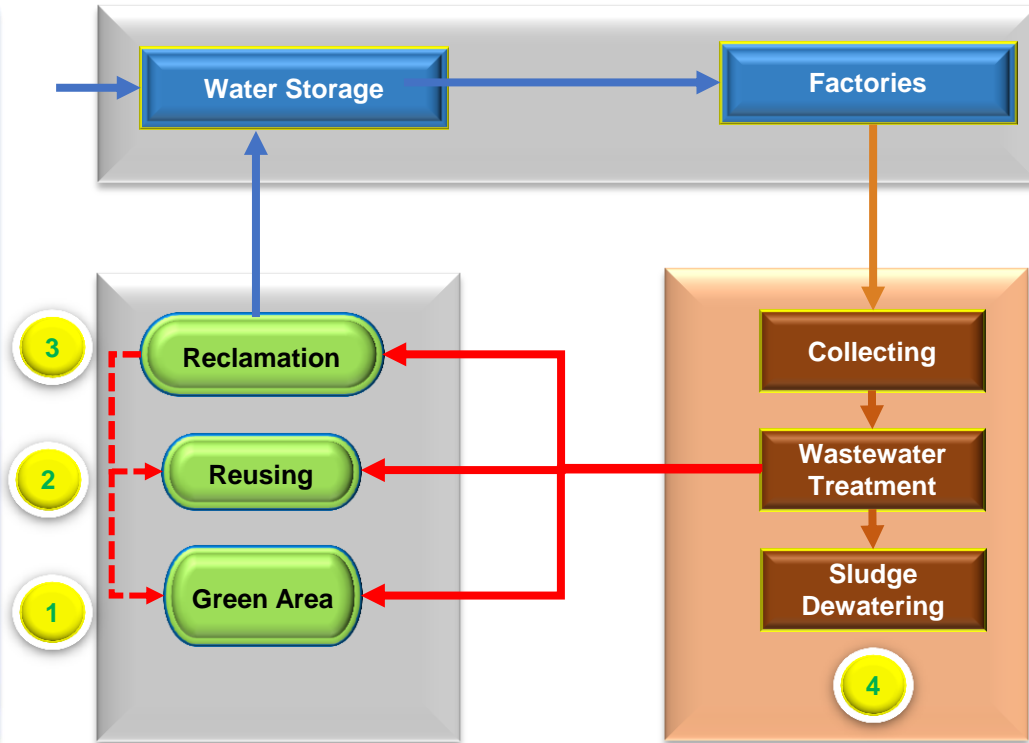 Water Storage
Factories
3
Reclamation
Collecting
2
Reusing
Wastewater
Treatment
1
Green Area
Sludge
Dewatering
4